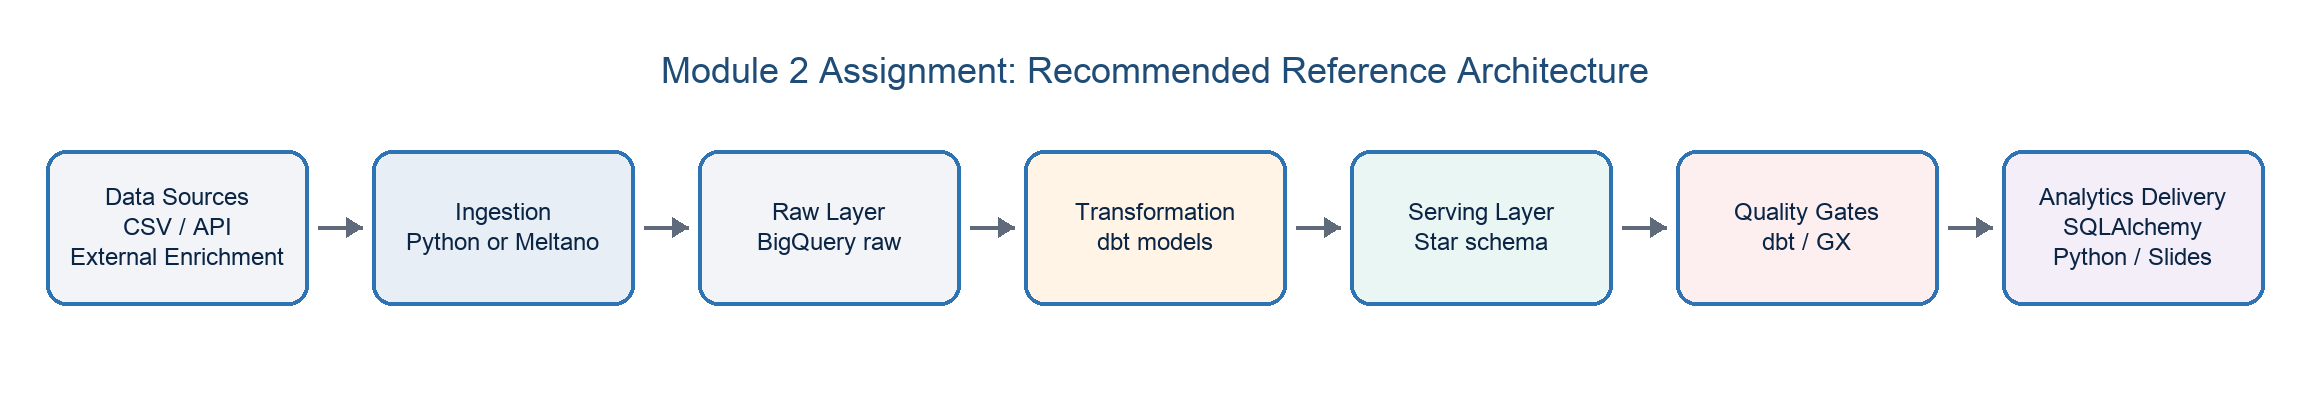 Module 2 Assignment: Recommended Reference Architecture
Data Sources
CSV / API
External Enrichment
Ingestion
Python or Meltano
Raw Layer
BigQuery raw
Transformation
dbt models
Serving Layer
Star schema
Quality Gates
dbt / GX
Analytics Delivery
SQLAlchemy
Python / Slides